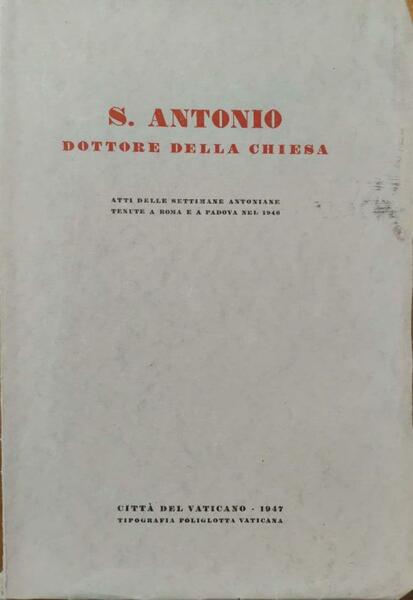 S. ANTONIO
DOTTORE DELLA CHIESA
ATTI DELLE SETTIMANE ANTONIANE
TENUTE A ROMA E A PADOVA NEL 1946
CITTÀ DEL VATICANO - 1947
TIPOGRAFIA POLIGLOTTA VATICANA